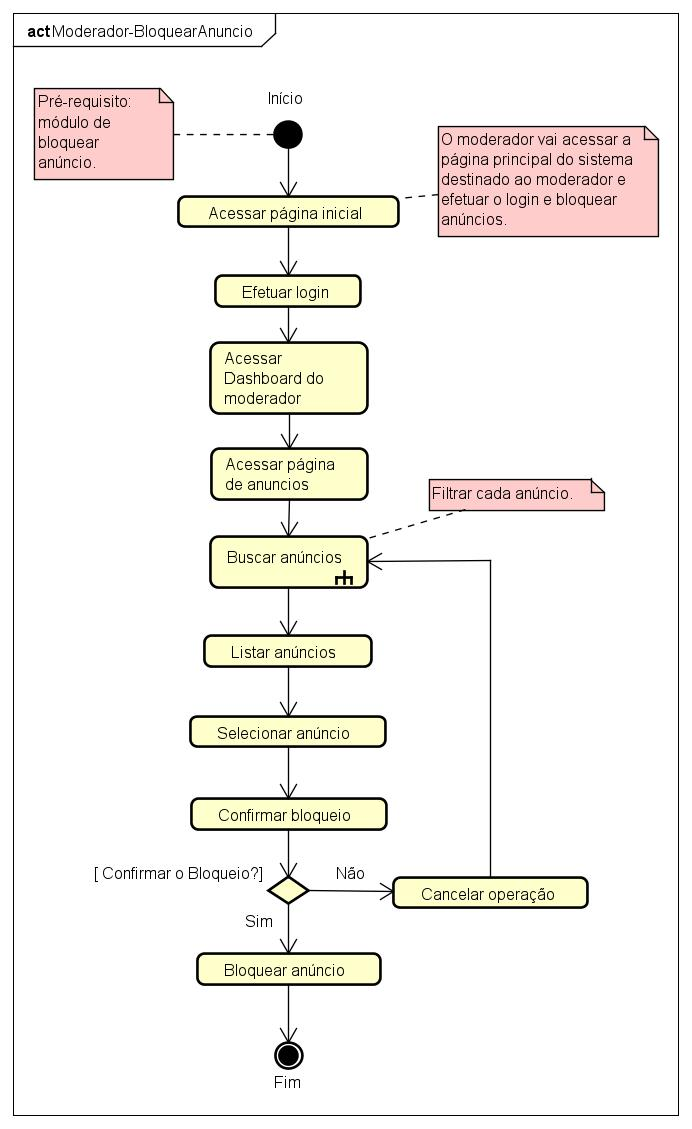 act Moderador-BloquearAnuncio
Início
Pré-requisito:
módulo de
bloquear
anúncio.
O moderador vai acessar a
página principal do sistema
destinado ao moderador e
efetuar o login e bloquear
anúncios.
Acessar página inicial
Efetuar login
Acessar
Dashboard do
moderador
Acessar página
de anuncios
Filtrar cada anúncio.
Buscar anúncios
Listar anúncios
Selecionar anúncio
Confirmar bloqueio
[ Confirmar o Bloqueio?]
Não
Cancelar operação
Sim
Bloquear anúncio
Fim